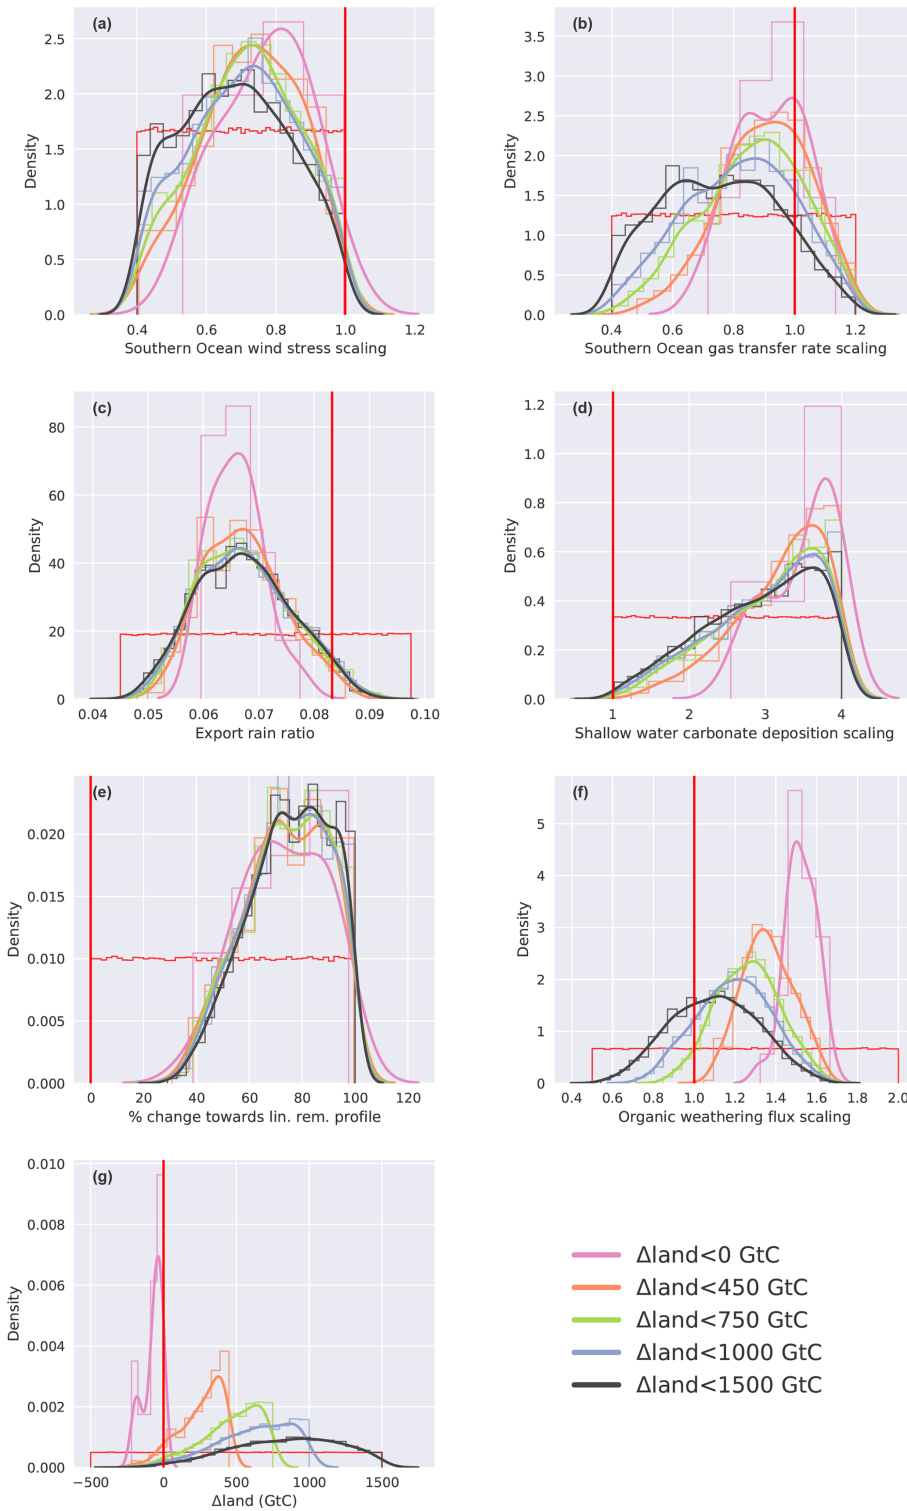 (a)
2.5
2.0
1.5
1.0
0.5
0.0
Density
0.4 0.6 0.8 1.0 1.2
Southern Ocean wind stress scaling
(b)
3.5
3.0
2.5
2.0
1.5
1.0
0.5
0.0
Density
0.4 0.6 0.8 1.0 1.2
Southern Ocean gas transfer rate scaling
(c)
80
60
40
20
0
Density
0.04 0.05 0.06 0.07 0.08 0.09 0.10
Export rain ratio
(d)
1.2
1.0
0.8
0.6
0.4
0.2
0.0
Density
1 2 3 4
Shallow water carbonate deposition scaling
(e)
0.020
0.015
0.010
0.005
0.000
Density
0 20 40 60 80 100 120
% change towards lin. rem. profile
(f)
5
4
3
2
1
0
Density
0.4 0.6 0.8 1.0 1.2 1.4 1.6 1.8 2.0
Organic weathering flux scaling
(g)
0.010
0.008
0.006
0.004
0.002
0.000
Density
−500 0 500 1000 1500
Δland (GtC)
Δland<0 GtC
Δland<450 GtC
Δland<750 GtC
Δland<1000 GtC
Δland<1500 GtC